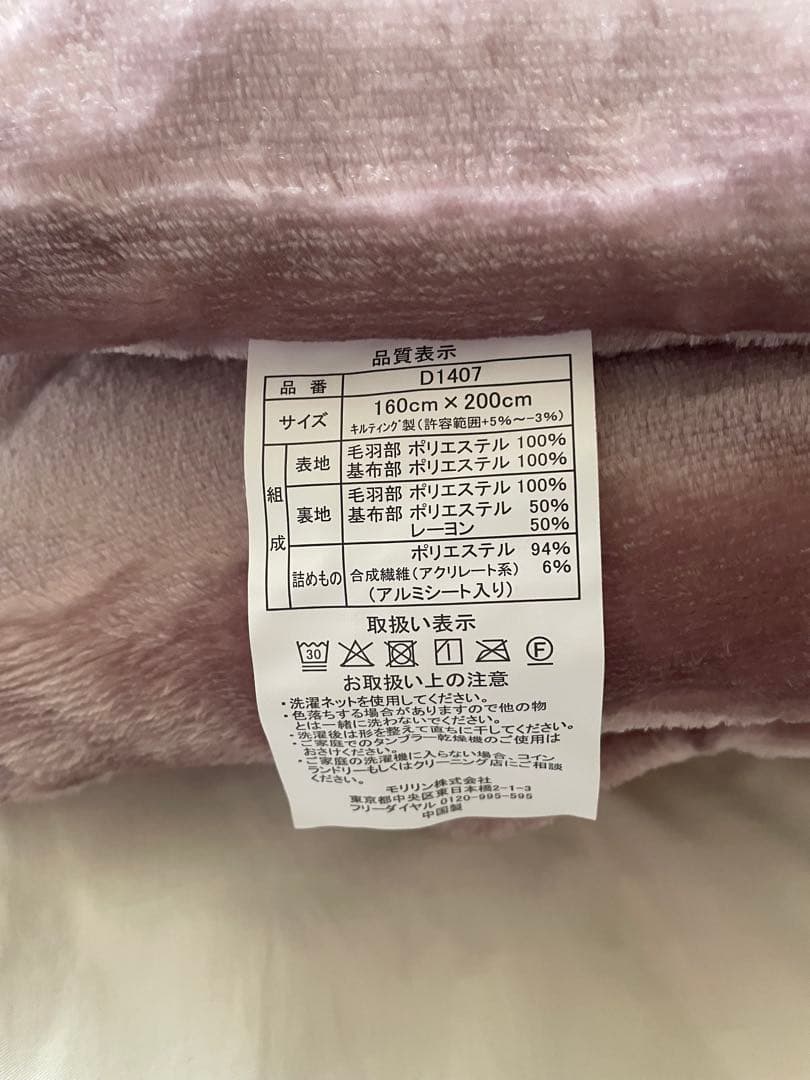 品質表示
品番 D1407
サイズ 160cm×200cm
ｷﾙﾃｨﾝｸﾞ製(許容範囲+5%～-3%)
組成
表地 毛羽部 ポリエステル 100%
基布部 ポリエステル 100%
裏地 毛羽部 ポリエステル 100%
基布部 ポリエステル 50%
レーヨン 50%
詰めもの ポリエステル 94%
合成繊維(アクリレート系) 6%
(アルミシート入り)
取扱い表示
30 F
お取扱い上の注意
・洗濯ネットを使用してください。
・色落ちする場合がありますので他の物
とは一緒に洗わないでください。
・洗濯後は形を整えて直ちに干してください。
・ご家庭でのタンブラー乾燥機のご使用は
おさけください。
・ご家庭の洗濯機に入らない場合、コイン
ランドリーもしくはクリーニング店にご相談
ください。
モリリン株式会社
東京都中央区東日本橋2-1-3
フリーダイヤル 0120-995-595
中国製